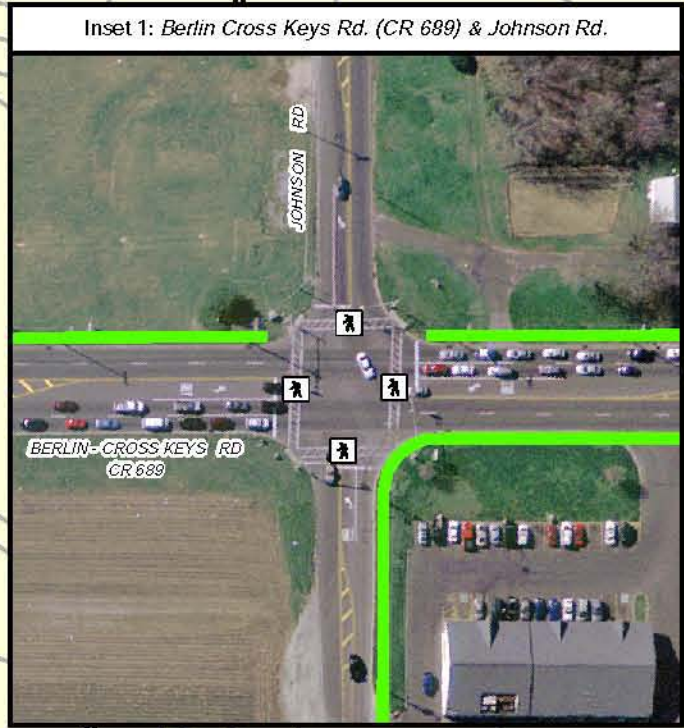 Inset 1: Berlin Cross Keys Rd. (CR 689) & Johnson Rd.
JOHNSON RD
BERLIN - CROSS KEYS RD
CR 689